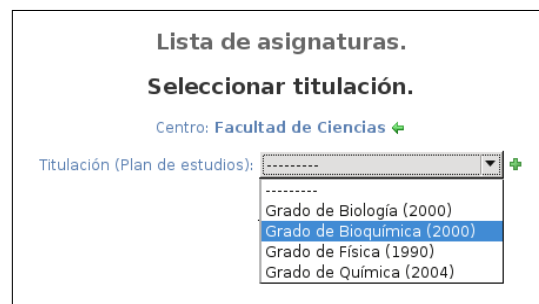 Lista de asignaturas.
Seleccionar titulación.
Centro: Facultad de Ciencias
Titulación (Plan de estudios): ---------
---------
Grado de Biología (2000)
Grado de Bioquímica (2000)
Grado de Física (1990)
Grado de Química (2004)